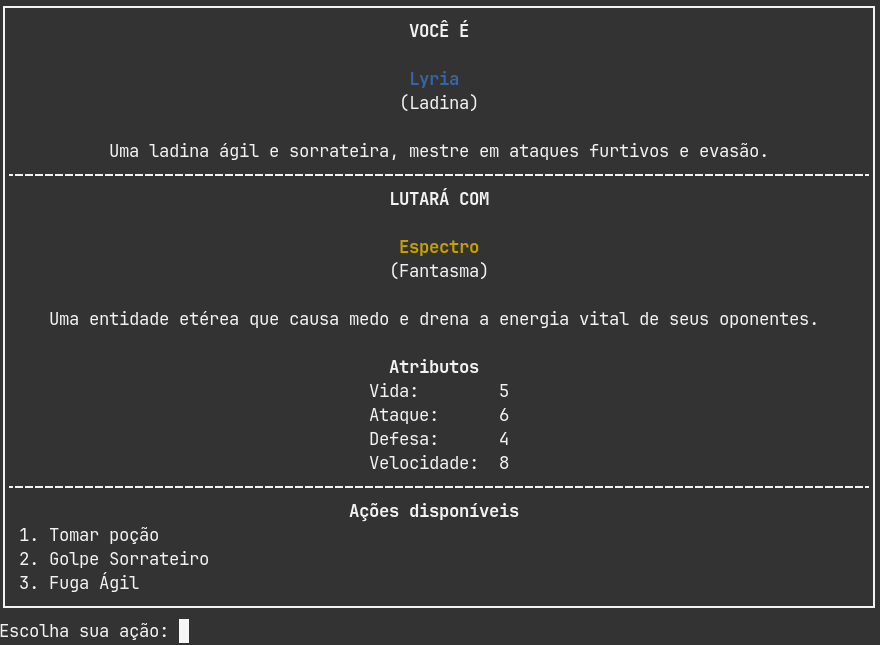 VOCÊ É
Lyria
(Ladina)
Uma ladina ágil e sorrateira, mestre em ataques furtivos e evasão.
LUTARÁ COM
Espectro
(Fantasma)
Uma entidade etérea que causa medo e drena a energia vital de seus oponentes.
Atributos
Vida: 5
Ataque: 6
Defesa: 4
Velocidade: 8
Ações disponíveis
1. Tomar poção
2. Golpe Sorrateiro
3. Fuga Ágil
Escolha sua ação: